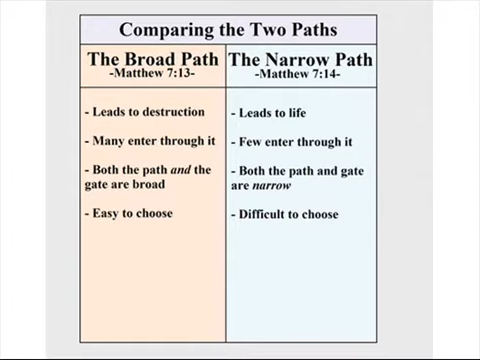 Comparing the Two Paths
The Broad Path
-Matthew 7:13-
- Leads to destruction
- Many enter through it
- Both the path and the
gate are broad
- Easy to choose
The Narrow Path
-Matthew 7:14-
- Leads to life
- Few enter through it
- Both the path and gate
are narrow
- Difficult to choose